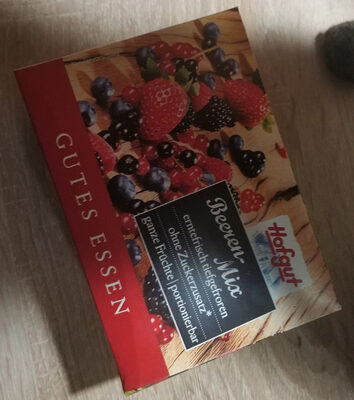 GUTES ESSEN
Hofgut
Beeren-
Mix
erntefrisch tiefgefroren
ohne Zuckerzusatz*
ganze Früchte | portionierbar